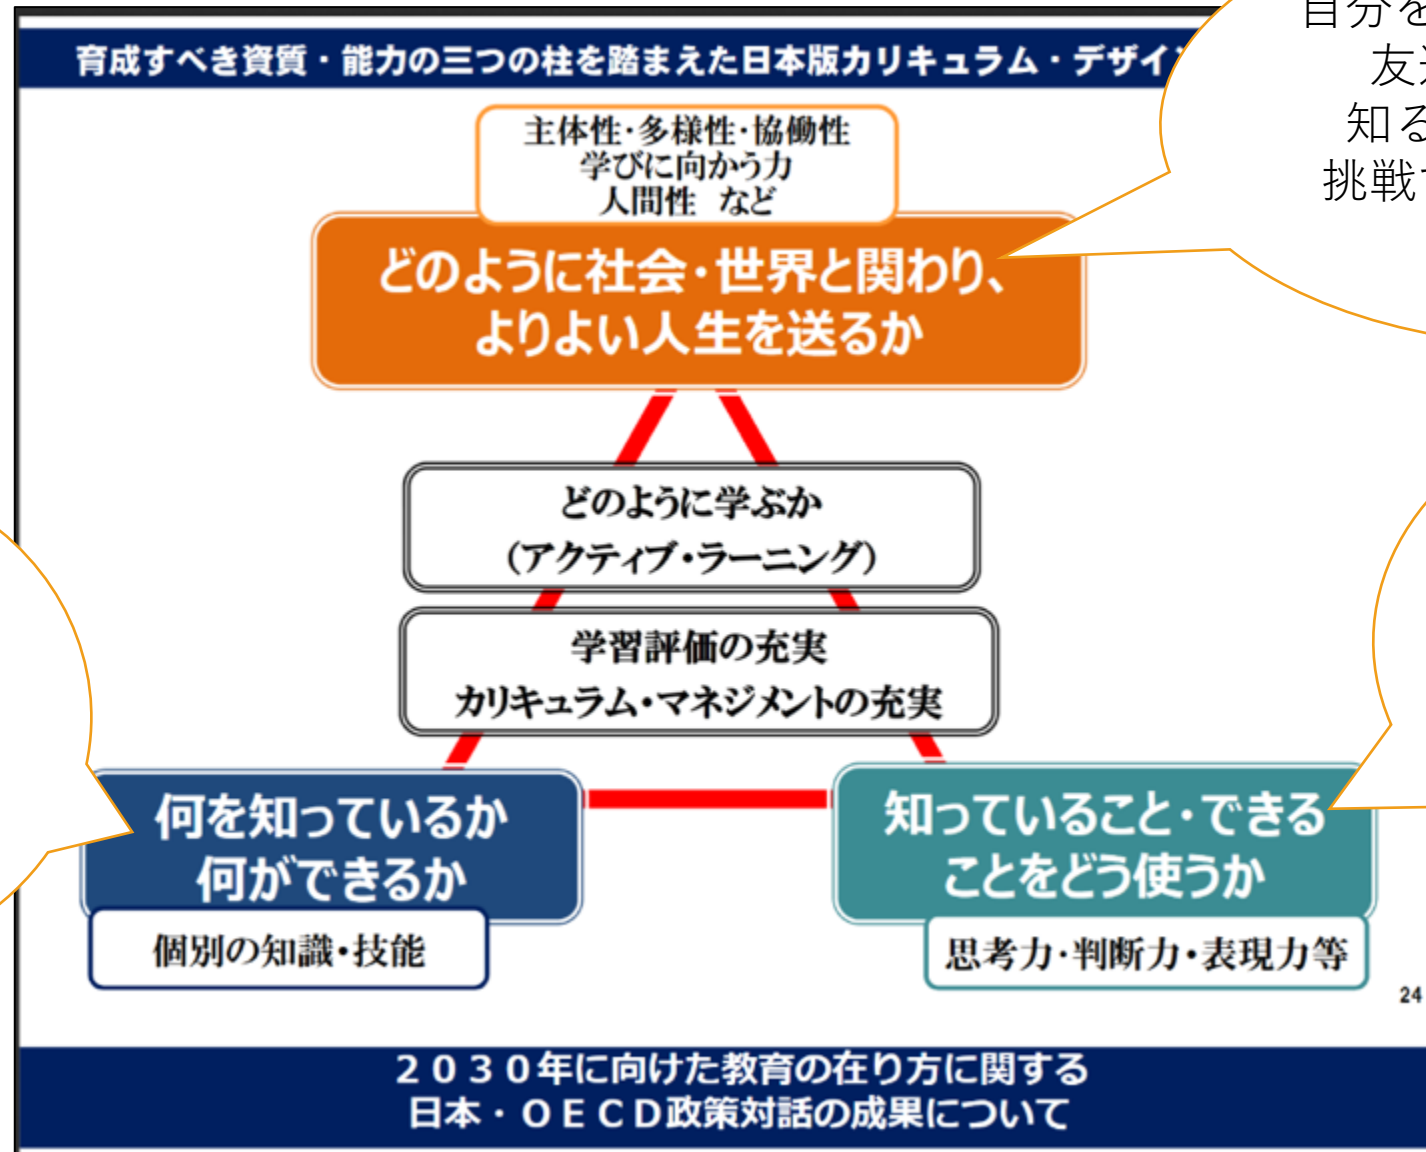 育成すべき資質・能力の三つの柱を踏まえた日本版カリキュラム・デザイン
自分を
友
知る
挑戦
主体性・多様性・協働性
学びに向かう力
人間性 など
どのように社会・世界と関わり、
よりよい人生を送るか
どのように学ぶか
（アクティブ・ラーニング）
学習評価の充実
カリキュラム・マネジメントの充実
何を知っているか
何ができるか
個別の知識・技能
知っていること・できる
ことをどう使うか
思考力・判断力・表現力等
24
２０３０年に向けた教育の在り方に関する
日本・ＯＥＣＤ政策対話の成果について